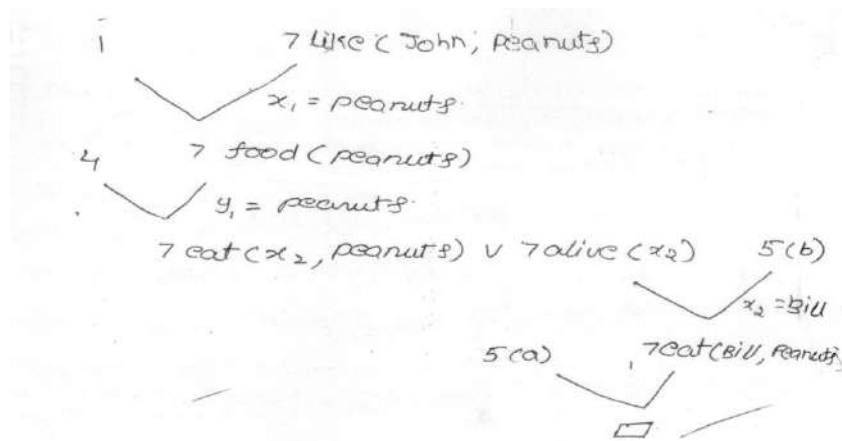 1 7 Like (John, Peanuts)
x1 = peanuts.
4 7 food (peanuts)
y1 = peanuts.
7 eat (x2, peanuts) v 7 alive (x2) 5(b)
x2 = Bill
5(a) 7 eat (Bill, Peanuts)